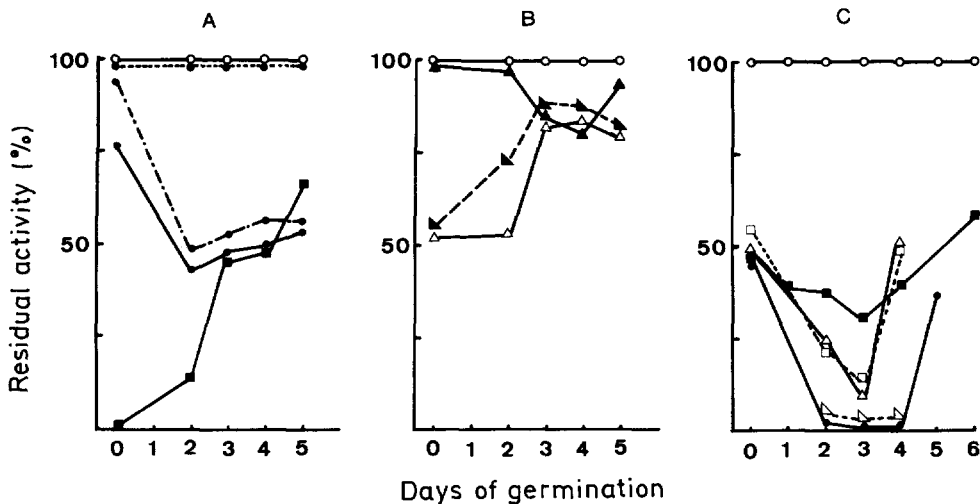 A B C
Residual activity (%)
100 100 100
50 50 50
0 1 2 3 4 5 0 1 2 3 4 5 0 1 2 3 4 5 6
Days of germination